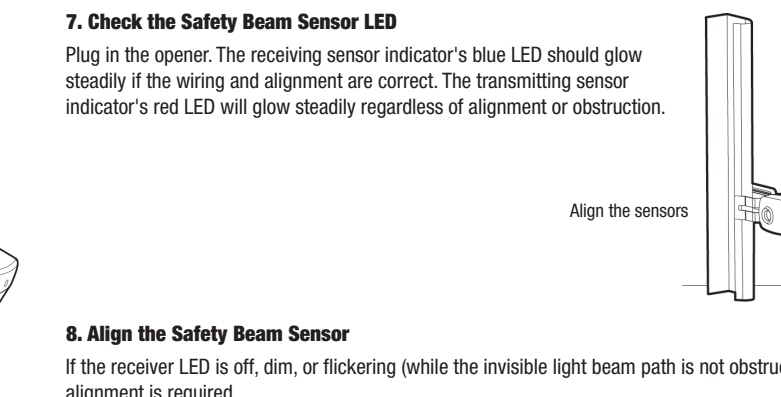 7. Check the Safety Beam Sensor LED
Plug in the opener. The receiving sensor indicator's blue LED should glow
steadily if the wiring and alignment are correct. The transmitting sensor
indicator's red LED will glow steadily regardless of alignment or obstruction.
Align the sensors
8. Align the Safety Beam Sensor
If the receiver LED is off, dim, or flickering (while the invisible light beam path is not
alignment is required